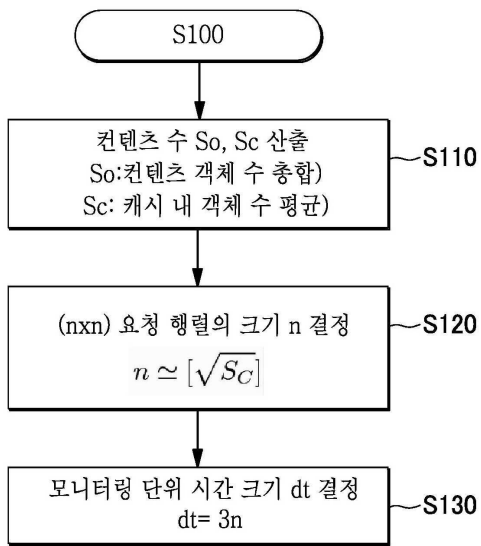 S100
컨텐츠 수 So, Sc 산출
So:컨텐츠 객체 수 총합)
Sc: 캐시 내 객체 수 평균)
S110
(nxn) 요청 행렬의 크기 n 결정
n ≃ [√S_C]
S120
모니터링 단위 시간 크기 dt 결정
dt= 3n
S130